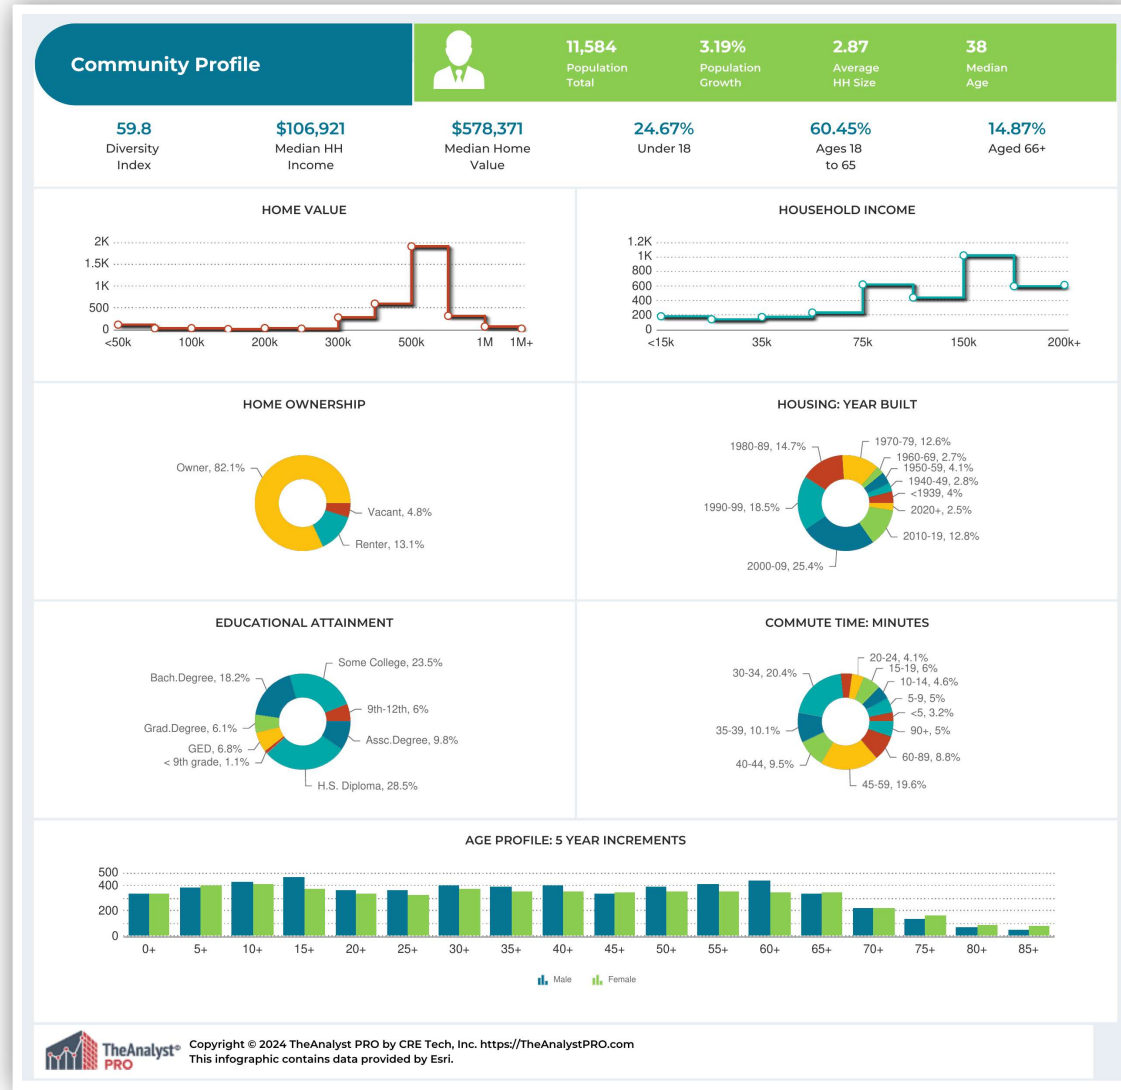 Community Profile
11,584
Population
Total
3.19%
Population
Growth
2.87
Average
HH Size
38
Median
Age
59.8
Diversity
Index
$106,921
Median HH
Income
$578,371
Median Home
Value
24.67%
Under 18
60.45%
Ages 18
to 65
14.87%
Aged 66+
HOME VALUE
2K
1.5K
1K
500
0
<50k 100k 200k 300k 500k 1M 1M+
HOUSEHOLD INCOME
1.2K
1K
800
600
400
200
0
<15k 35k 75k 150k 200k+
HOME OWNERSHIP
Owner, 82.1%
Vacant, 4.8%
Renter, 13.1%
HOUSING: YEAR BUILT
1980-89, 14.7%
1970-79, 12.6%
1960-69, 2.7%
1950-59, 4.1%
1940-49, 2.8%
<1939, 4%
1990-99, 18.5%
2020+, 2.5%
2010-19, 12.8%
2000-09, 25.4%
EDUCATIONAL ATTAINMENT
Some College, 23.5%
Bach.Degree, 18.2%
9th-12th, 6%
Grad.Degree, 6.1%
Assc.Degree, 9.8%
GED, 6.8%
< 9th grade, 1.1%
H.S. Diploma, 28.5%
COMMUTE TIME: MINUTES
20-24, 4.1%
15-19, 6%
30-34, 20.4%
10-14, 4.6%
5-9, 5%
<5, 3.2%
35-39, 10.1%
90+, 5%
60-89, 8.8%
40-44, 9.5%
45-59, 19.6%
AGE PROFILE: 5 YEAR INCREMENTS
500
400
200
0
0+ 5+ 10+ 15+ 20+ 25+ 30+ 35+ 40+ 45+ 50+ 55+ 60+ 65+ 70+ 75+ 80+ 85+
Male Female
TheAnalyst®
PRO
Copyright © 2024 TheAnalyst PRO by CRE Tech, Inc. https://TheAnalystPRO.com
This infographic contains data provided by Esri.